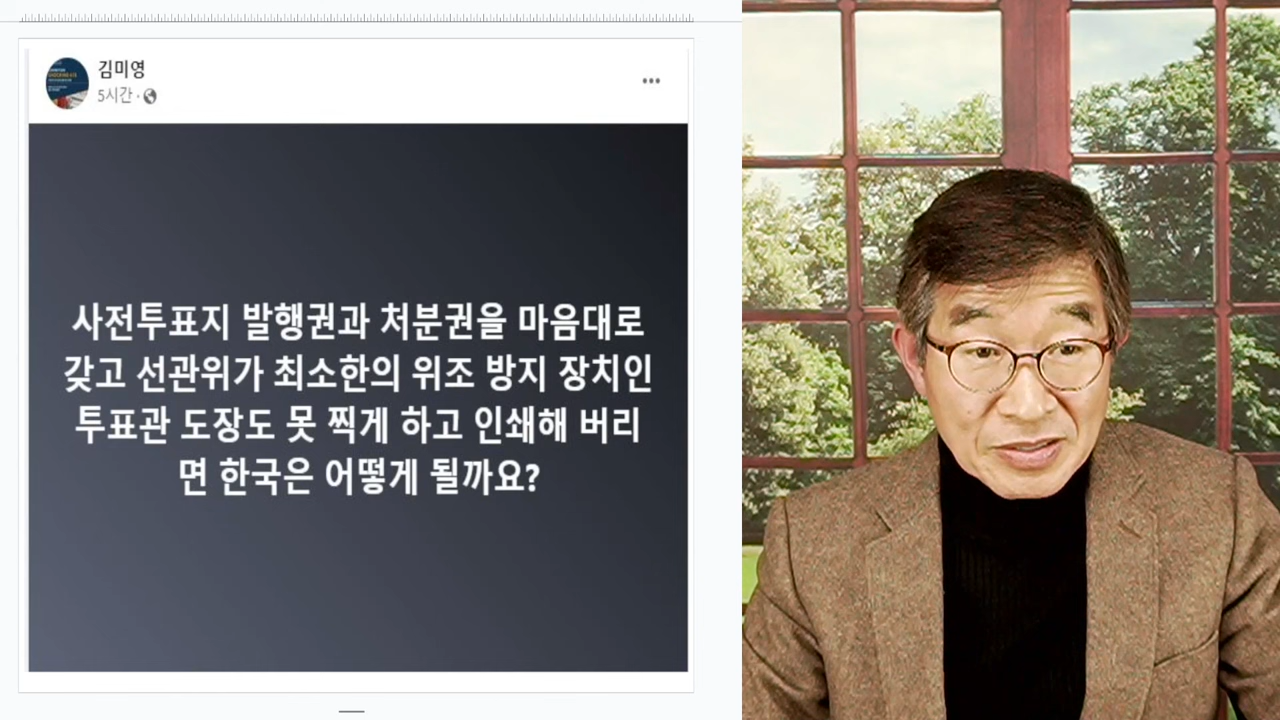 김미영
5시간 ·
사전투표지 발행권과 처분권을 마음대로
갖고 선관위가 최소한의 위조 방지 장치인
투표관 도장도 못 찍게 하고 인쇄해 버리
면 한국은 어떻게 될까요?